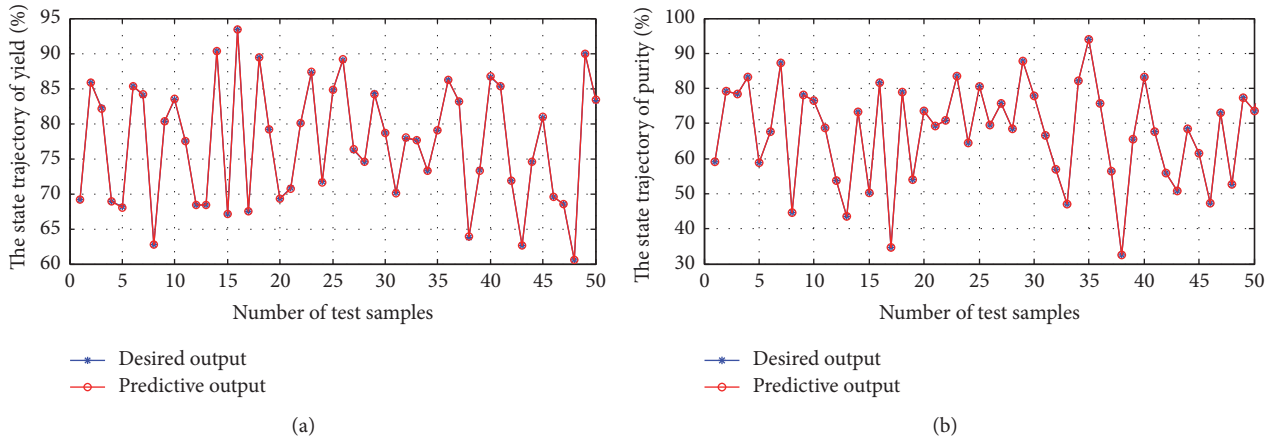 The state trajectory of yield (%)
95
90
85
80
75
70
65
60
0 5 10 15 20 25 30 35 40 45 50
Number of test samples
Desired output
Predictive output
(a)
The state trajectory of purity (%)
100
90
80
70
60
50
40
30
0 5 10 15 20 25 30 35 40 45 50
Number of test samples
Desired output
Predictive output
(b)